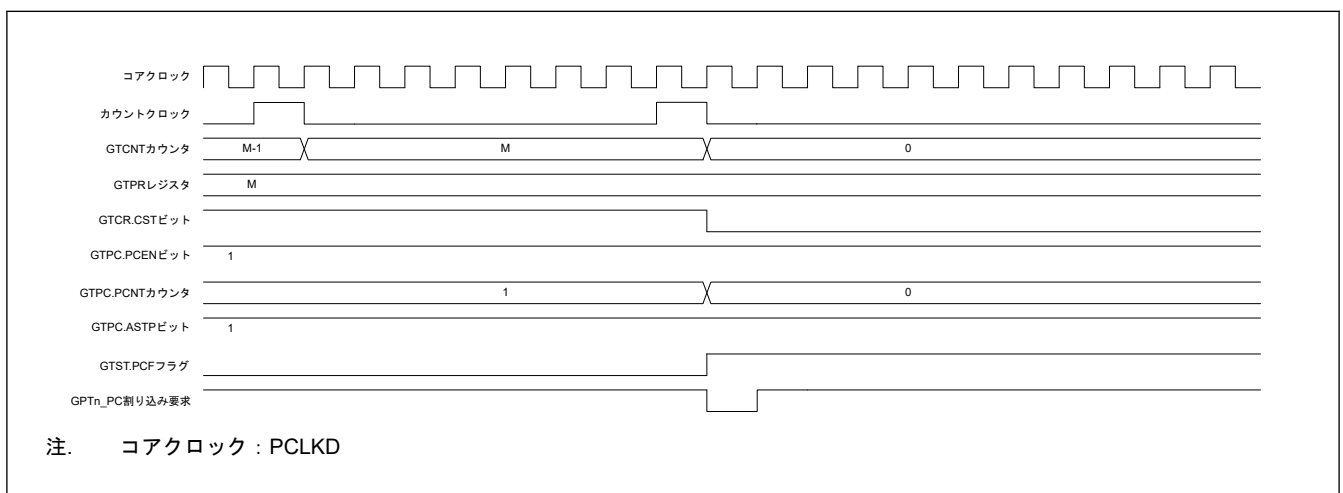 コアクロック
カウントクロック
GTCNTカウンタ M-1 M 0
GTPRレジスタ M
GTCR.CSTビット
GTPC.PCENビット 1
GTPC.PCNTカウンタ 1 0
GTPC.ASTPビット 1
GTST.PCFフラグ
GPTn_PC割り込み要求
注. コアクロック：PCLKD